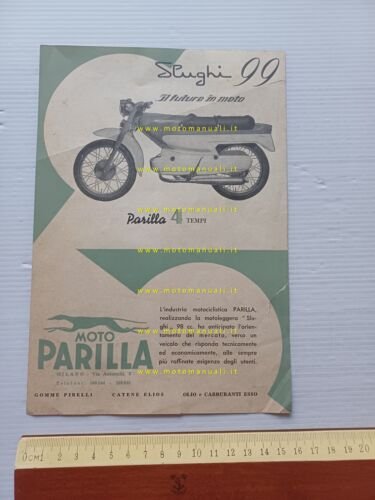 Slughi 99
Il futuro in moto
www.motomanuali.it
www.motomanuali.it
www.motomanuali.it
Parilla 4 TEMPI
www.motomanuali.it
www.motomanuali.it
L'industria motociclistica PARILLA,
realizzando la motoleggera "Slu-
ghi„ 98 cc. ha anticipato l'orien-
tamento del mercato, verso un
veicolo che risponda tecnicamente
ed economicamente, alle sempre
più raffinate esigenze degli utenti.
MOTO
PARILLA
MILANO - Via
Telefoni
GOMME PIRELLI CATENE ELIOS OLIO e CARBURANTI ESSO
0 CM 1 2 3 4 5 6 7 8 9 10 11 12 13 14 15 16 17 18 19 20